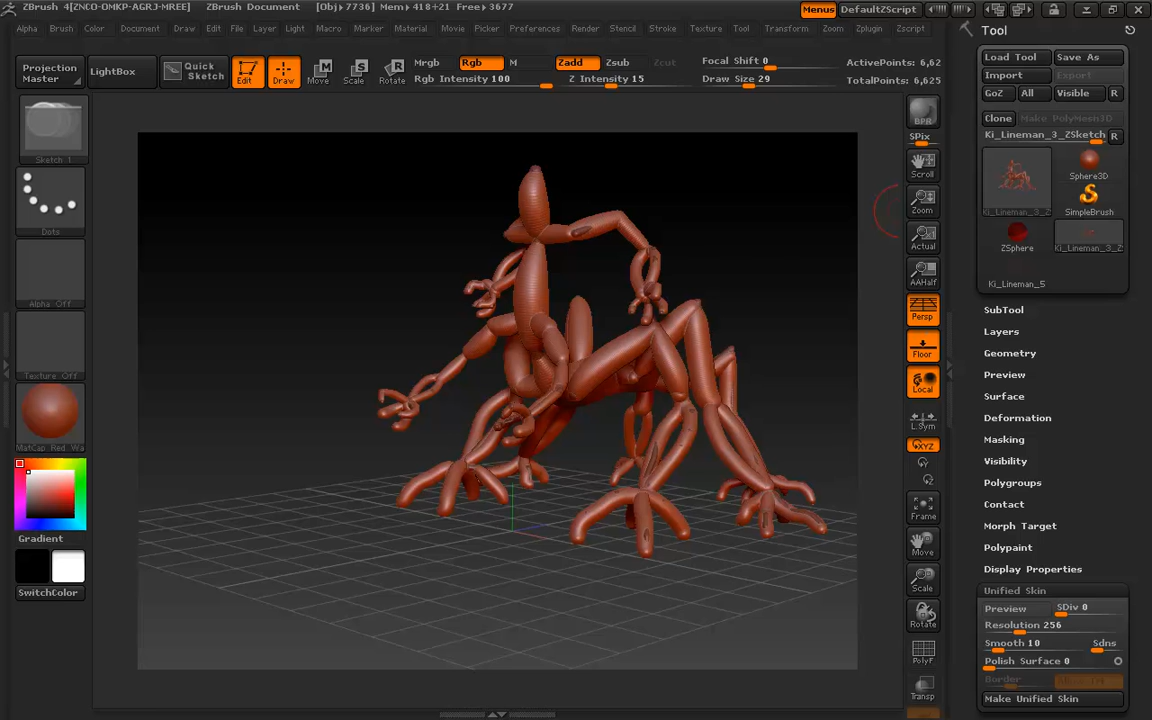 ZBrush 4[ZNCO-OMKP-AGRJ-MREE] ZBrush Document [Obj▸7736] Mem▸418+21 Free▸3677 Menus DefaultZScript
Alpha Brush Color Document Draw Edit File Layer Light Macro Marker Material Movie Picker Preferences Render Stencil Stroke Texture Tool Transform Zoom Zplugin Zscript
Projection Master
LightBox
Quick Sketch
Edit
Draw
Move
Scale
Rotate
Mrgb Rgb M
Rgb Intensity 100
Zadd Zsub Zcut
Z Intensity 15
Focal Shift 0
Draw Size 29
ActivePoints: 6,62
TotalPoints: 6,625
Sketch 1
Dots
Alpha Off
Texture Off
MatCap Red Wa
Gradient
SwitchColor
BPR
SPix
Scroll
Zoom
Actual
AAHalf
Persp
Floor
Local
L.Sym
XYZ
Frame
Move
Scale
Rotate
PolyF
Transp
Tool
Load Tool Save As
Import Export
GoZ All Visible R
Clone Make PolyMesh3D
Ki_Lineman_3_ZSketch R
Ki_Lineman_3_Z
Sphere3D
SimpleBrush
ZSphere
Ki_Lineman_3_Z
Ki_Lineman_5
SubTool
Layers
Geometry
Preview
Surface
Deformation
Masking
Visibility
Polygroups
Contact
Morph Target
Polypaint
Display Properties
Unified Skin
Preview SDiv 0
Resolution 256
Smooth 10 Sdns
Polish Surface 0
Border
Make Unified Skin